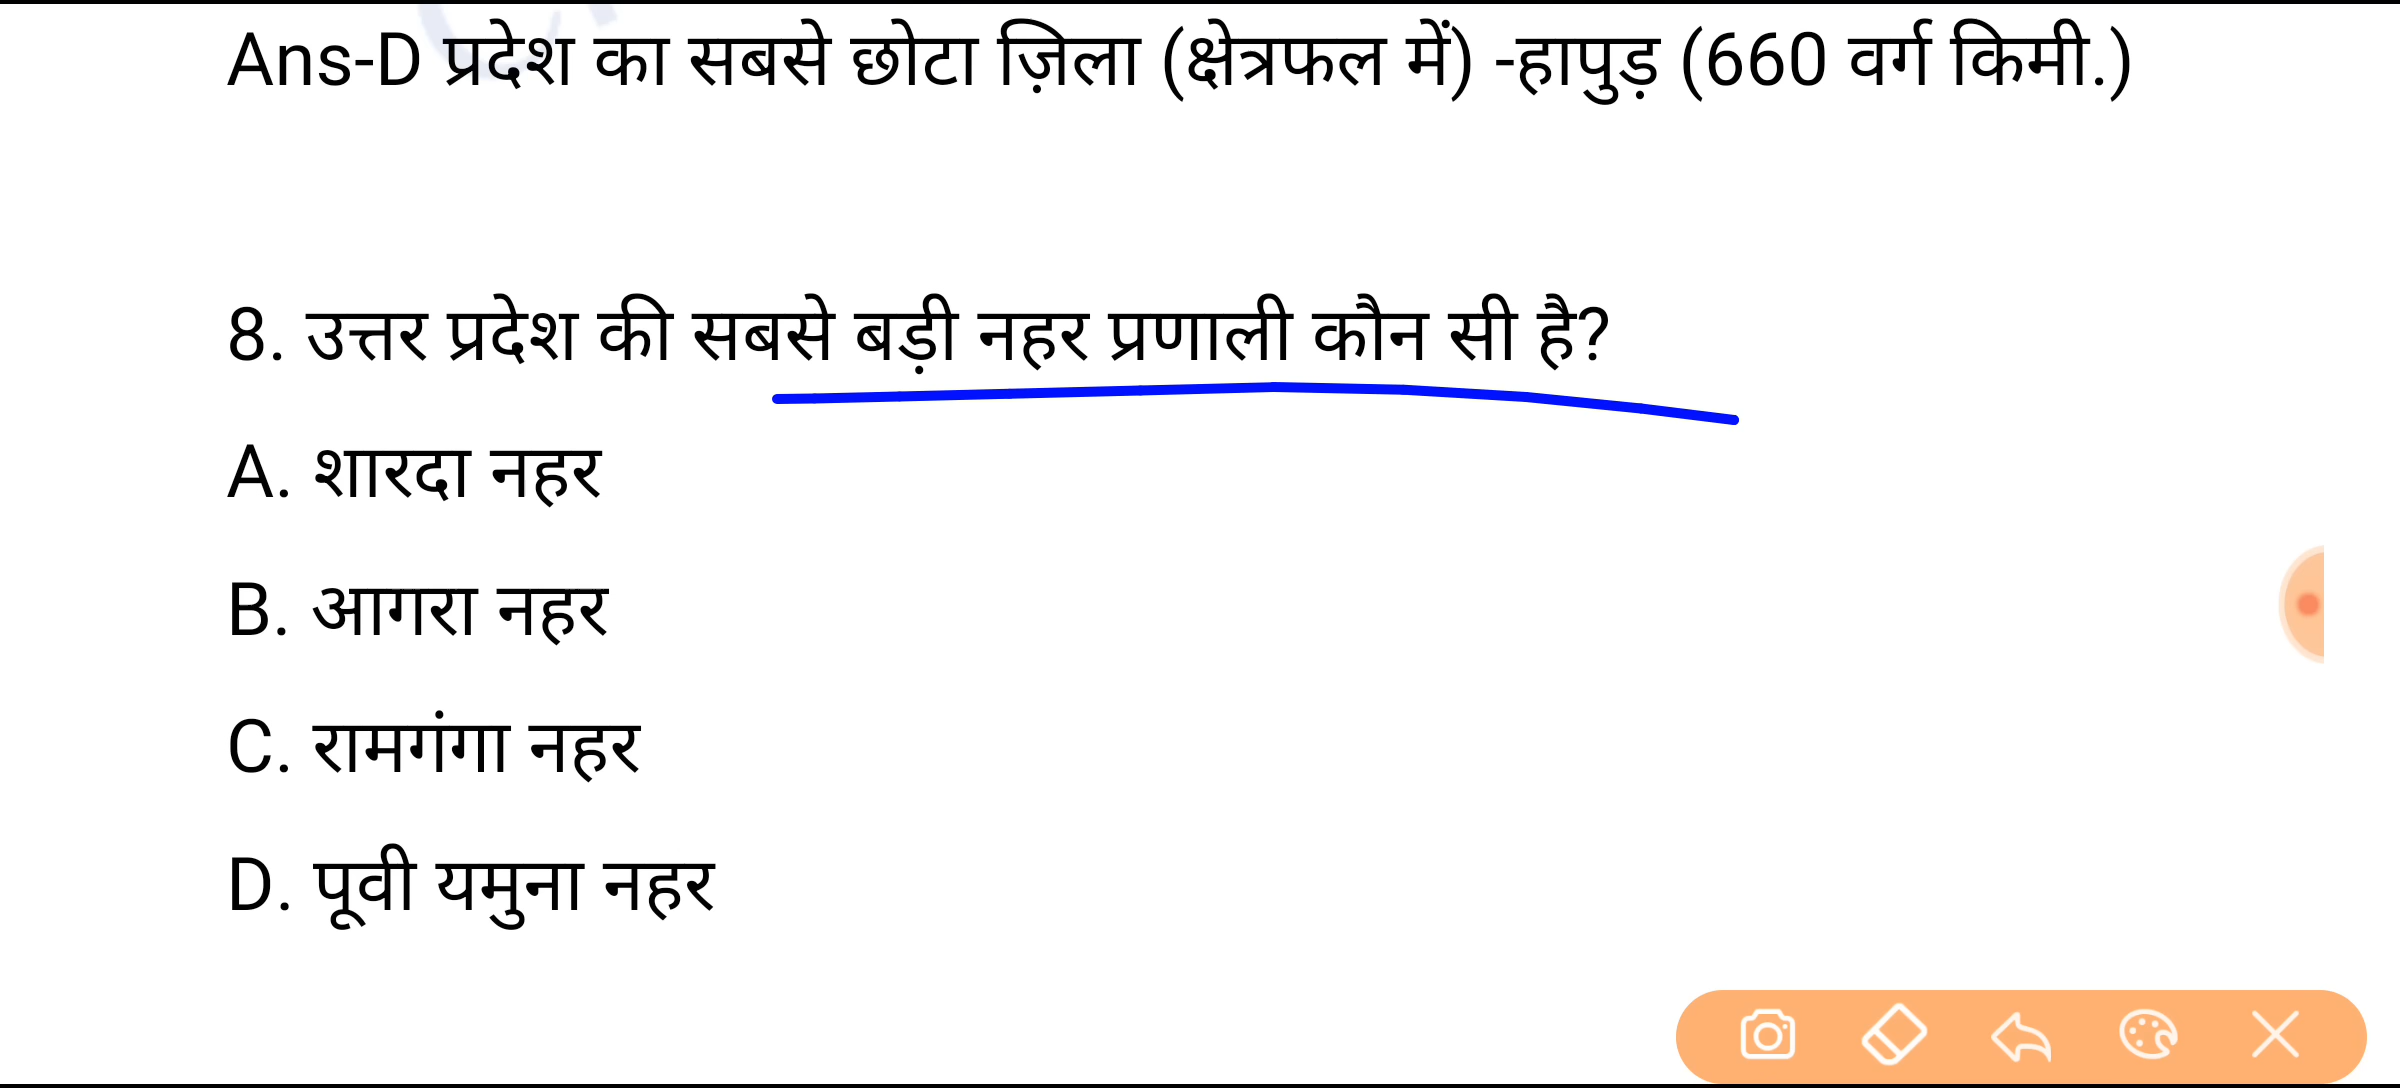 Ans-D प्रदेश का सबसे छोटा ज़िला (क्षेत्रफल में) -हापुड़ (660 वर्ग किमी.)
8. उत्तर प्रदेश की सबसे बड़ी नहर प्रणाली कौन सी है?
A. शारदा नहर
B. आगरा नहर
C. रामगंगा नहर
D. पूवी यमुना नहर